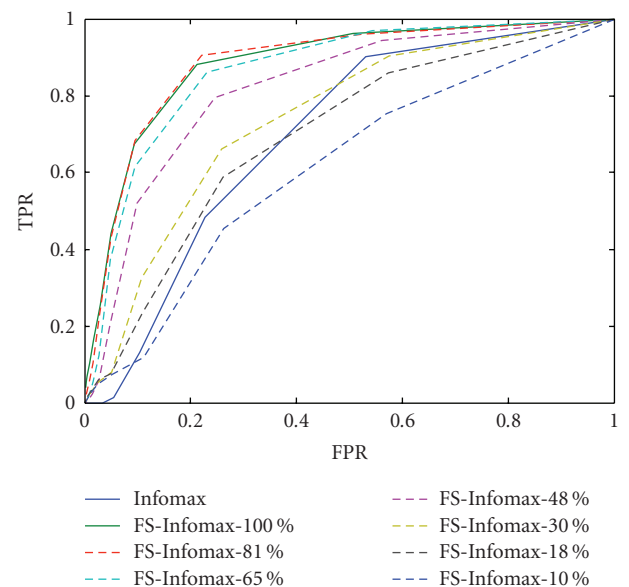 1
0.8
0.6
0.4
0.2
0
TPR
0 0.2 0.4 0.6 0.8 1
FPR
Infomax
FS-Infomax-100 %
FS-Infomax-81 %
FS-Infomax-65 %
FS-Infomax-48 %
FS-Infomax-30 %
FS-Infomax-18 %
FS-Infomax-10 %